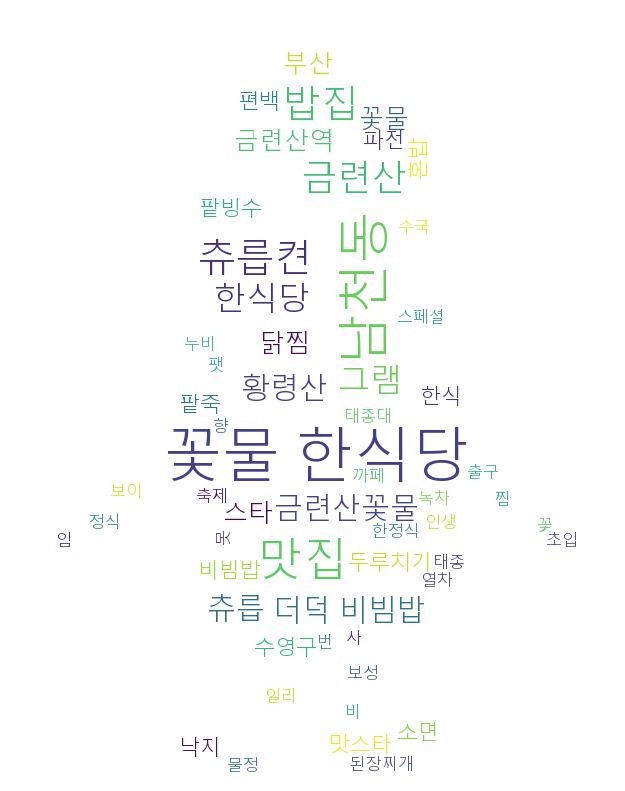 부산
편백
밥집
꽃물
금련산역
파전
혼밥
금련산
팥빙수
남천동
수국
츄릅켠
한식당
스페셜
누비
닭찜
팻
그램
황령산
한식
팥죽
태종대
향
꽃물 한식당
까페
출구
보이
축제
스타
금련산꽃물
녹차
찜
정식
한정식
인생
꽃
임
못
초입
맛집
비빔밥
두루치기
태종
열차
츄릅 더덕 비빔밥
수영구
번
사
보성
일리
비
소면
낙지
맛스타
물정
된장찌개